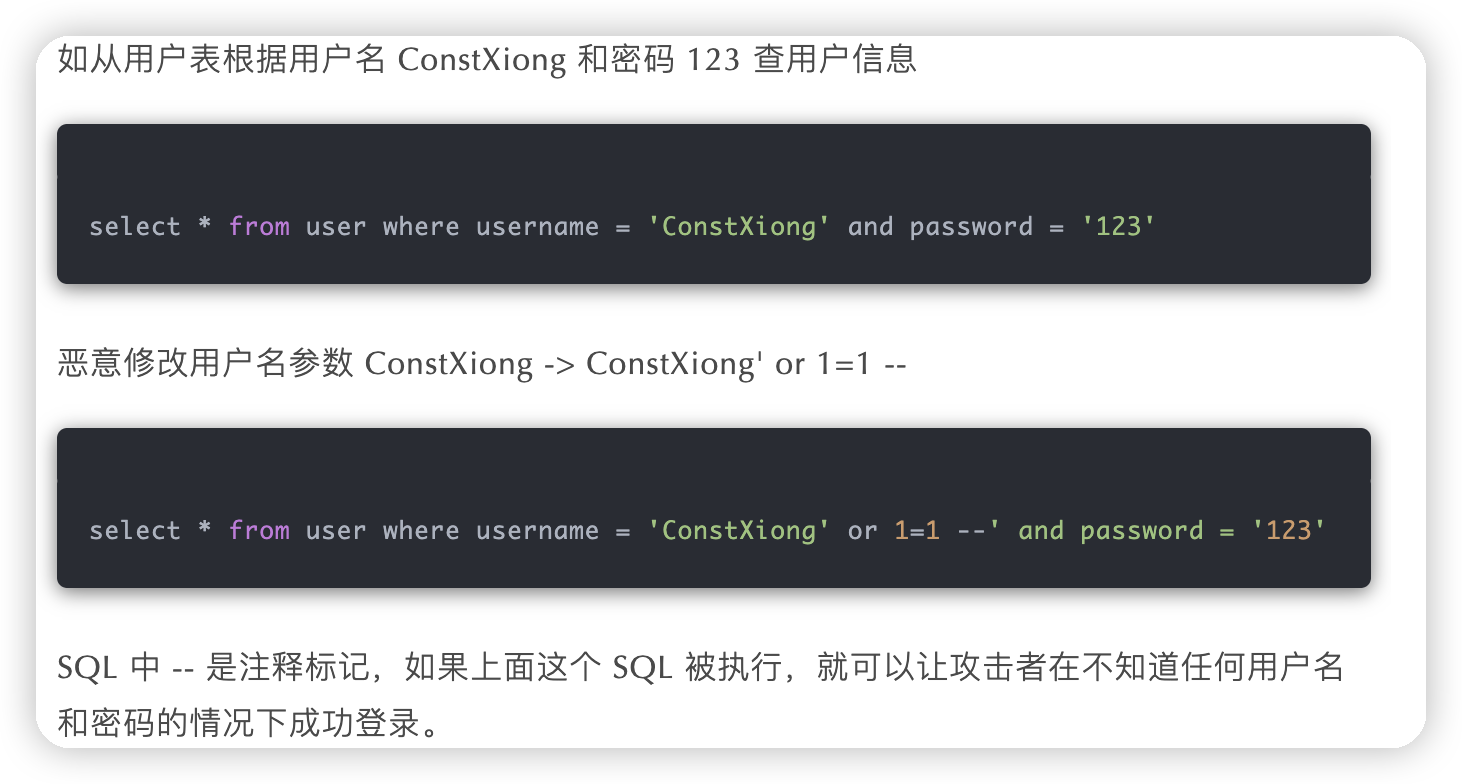 如从用户表根据用户名 ConstXiong 和密码 123 查用户信息
select * from user where username = 'ConstXiong' and password = '123'
恶意修改用户名参数 ConstXiong -> ConstXiong' or 1=1 --
select * from user where username = 'ConstXiong' or 1=1 --' and password = '123'
SQL 中 -- 是注释标记，如果上面这个 SQL 被执行，就可以让攻击者在不知道任何用户名
和密码的情况下成功登录。